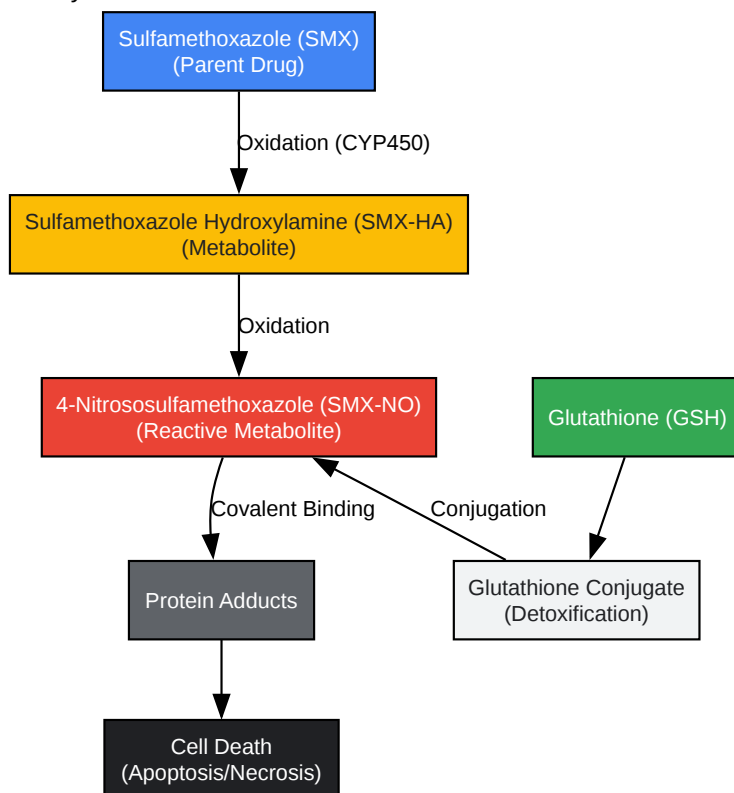 Sulfamethoxazole (SMX)
(Parent Drug)
Oxidation (CYP450)
Sulfamethoxazole Hydroxylamine (SMX-HA)
(Metabolite)
Oxidation
4-Nitrososulfamethoxazole (SMX-NO)
(Reactive Metabolite)
Glutathione (GSH)
Covalent Binding
Conjugation
Protein Adducts
Glutathione Conjugate
(Detoxification)
Cell Death
(Apoptosis/Necrosis)